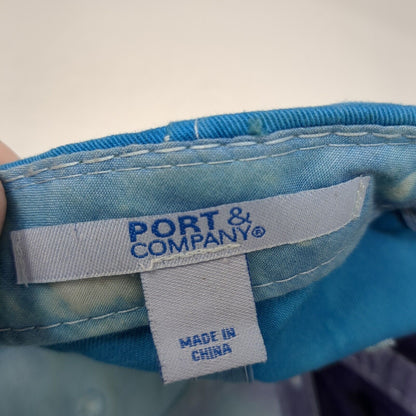 PORT &
COMPANY®
MADE IN
CHINA